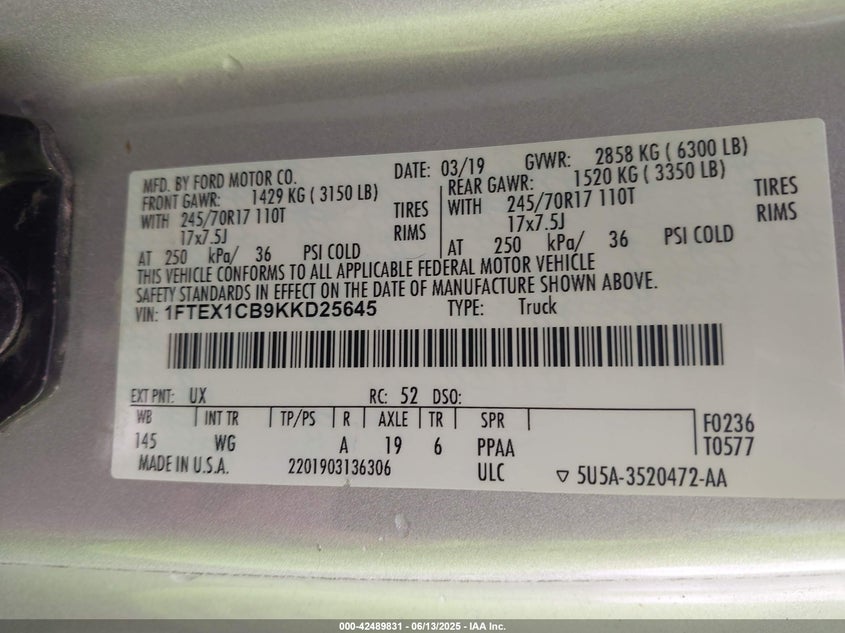 MFD. BY FORD MOTOR CO. DATE: 03/19 GVWR: 2858 KG ( 6300 LB)
FRONT GAWR: 1429 KG ( 3150 LB) REAR GAWR: 1520 KG ( 3350 LB)
WITH 245/70R17 110T TIRES WITH 245/70R17 110T TIRES
17x7.5J RIMS 17x7.5J RIMS
AT 250 kPa/ 36 PSI COLD AT 250 kPa/ 36 PSI COLD
THIS VEHICLE CONFORMS TO ALL APPLICABLE FEDERAL MOTOR VEHICLE
SAFETY STANDARDS IN EFFECT ON THE DATE OF MANUFACTURE SHOWN ABOVE.
VIN: 1FTEX1CB9KKD25645 TYPE: Truck
EXT PNT: UX RC: 52 DSO:
WB INT TR TP/PS R AXLE TR SPR F0236
145 WG A 19 6 PPAA T0577
MADE IN U.S.A. 2201903136306 ULC ▽ 5U5A-3520472-AA
000-42489831 - 06/13/2025 - IAA Inc.